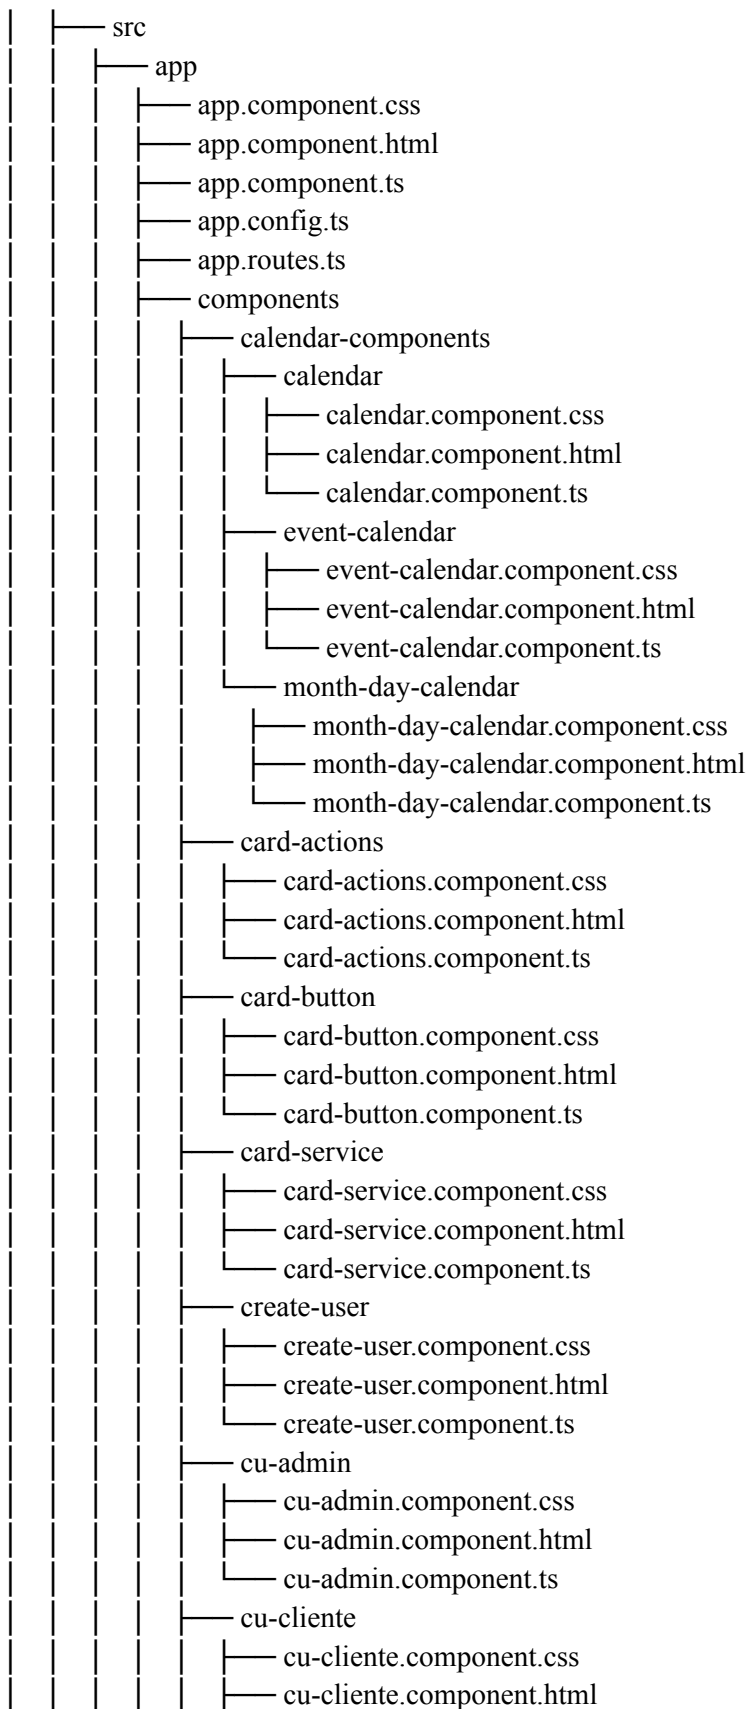 src
app
app.component.css
app.component.html
app.component.ts
app.config.ts
app.routes.ts
components
calendar-components
calendar
calendar.component.css
calendar.component.html
calendar.component.ts
event-calendar
event-calendar.component.css
event-calendar.component.html
event-calendar.component.ts
month-day-calendar
month-day-calendar.component.css
month-day-calendar.component.html
month-day-calendar.component.ts
card-actions
card-actions.component.css
card-actions.component.html
card-actions.component.ts
card-button
card-button.component.css
card-button.component.html
card-button.component.ts
card-service
card-service.component.css
card-service.component.html
card-service.component.ts
create-user
create-user.component.css
create-user.component.html
create-user.component.ts
cu-admin
cu-admin.component.css
cu-admin.component.html
cu-admin.component.ts
cu-cliente
cu-cliente.component.css
cu-cliente.component.html